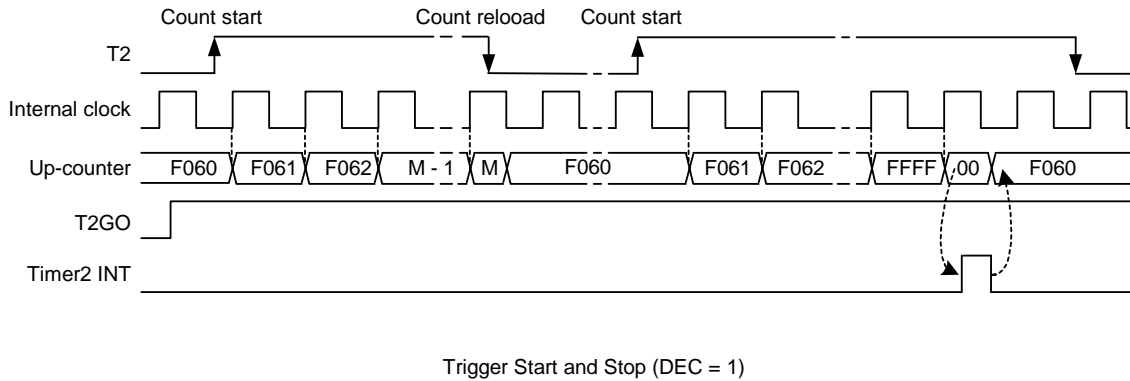 Count start Count relooad Count start
T2
Internal clock
Up-counter F060 F061 F062 M - 1 M F060 F061 F062 FFFF 00 F060
T2GO
Timer2 INT
Trigger Start and Stop (DEC = 1)